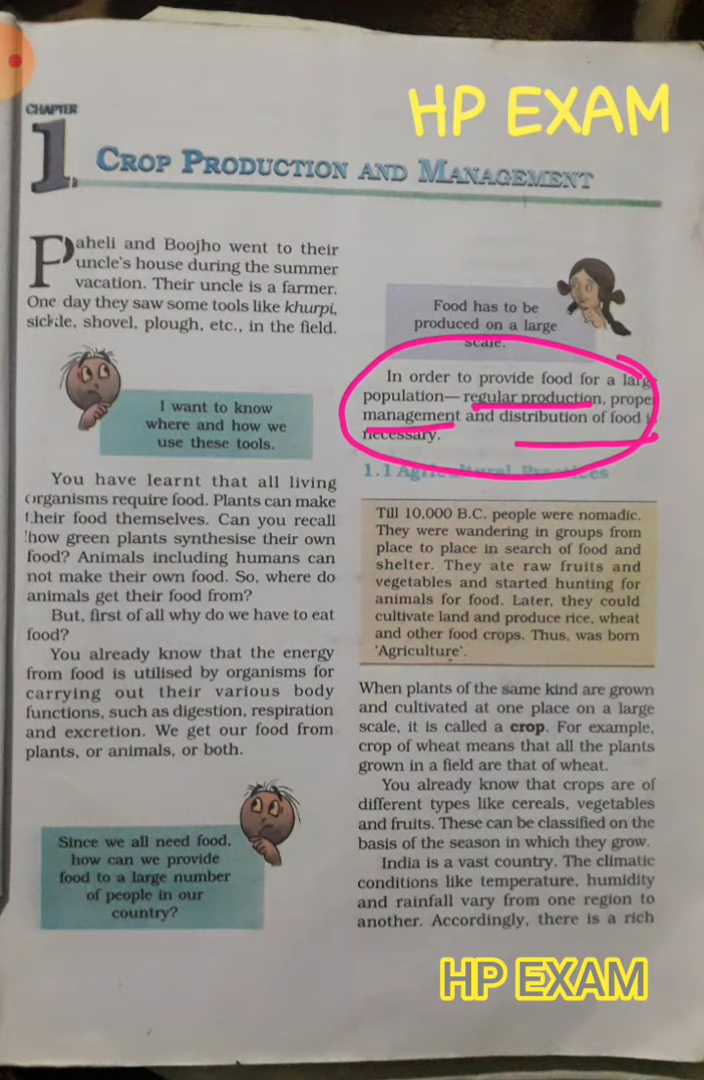 HP EXAM
CHAPTER
1
CROP PRODUCTION AND MANAGEMENT
Paheli and Boojho went to their
uncle's house during the summer
vacation. Their uncle is a farmer.
One day they saw some tools like khurpi,
sickle, shovel, plough, etc., in the field.
I want to know
where and how we
use these tools.
You have learnt that all living
organisms require food. Plants can make
their food themselves. Can you recall
how green plants synthesise their own
food? Animals including humans can
not make their own food. So, where do
animals get their food from?
But, first of all why do we have to eat
food?
You already know that the energy
from food is utilised by organisms for
carrying out their various body
functions, such as digestion, respiration
and excretion. We get our food from
plants, or animals, or both.
Since we all need food,
how can we provide
food to a large number
of people in our
country?
Food has to be
produced on a large
scale.
In order to provide food for a larg
population— regular production, prope
management and distribution of food i
necessary.
1.1 Agricultural Practices
Till 10,000 B.C. people were nomadic.
They were wandering in groups from
place to place in search of food and
shelter. They ate raw fruits and
vegetables and started hunting for
animals for food. Later, they could
cultivate land and produce rice, wheat
and other food crops. Thus, was born
'Agriculture'.
When plants of the same kind are grown
and cultivated at one place on a large
scale, it is called a crop. For example,
crop of wheat means that all the plants
grown in a field are that of wheat.
You already know that crops are of
different types like cereals, vegetables
and fruits. These can be classified on the
basis of the season in which they grow.
India is a vast country. The climatic
conditions like temperature, humidity
and rainfall vary from one region to
another. Accordingly, there is a rich
HP EXAM